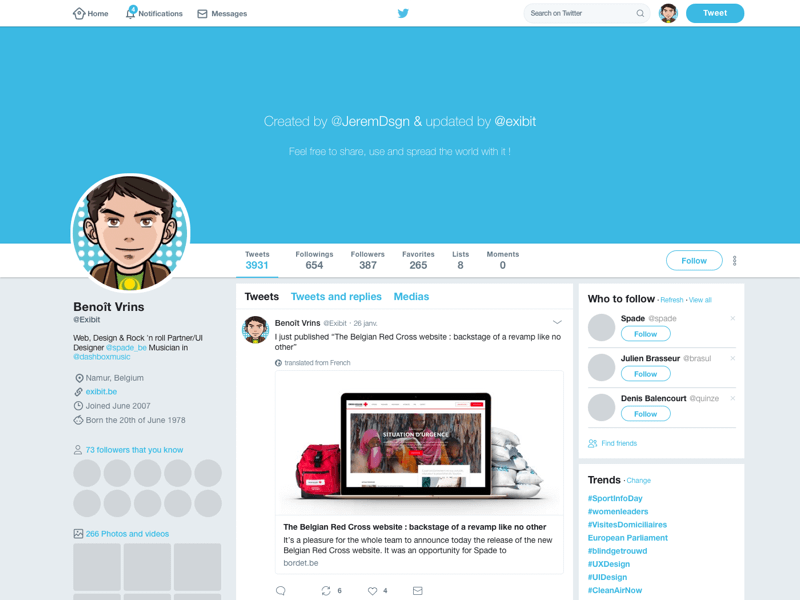 Home
4
Notifications
Messages
Search on Twitter
Tweet
Created by @JeremDsgn & updated by @exibit
Feel free to share, use and spread the world with it !
Tweets
3931
Followings
654
Followers
387
Favorites
265
Lists
8
Moments
0
Follow
Benoît Vrins
@Exibit
Web, Design & Rock 'n roll Partner/UI
Designer @spade_be Musician in
@dashboxmusic
Namur, Belgium
exibit.be
Joined June 2007
Born the 20th of June 1978
73 followers that you know
266 Photos and videos
Tweets
Tweets and replies
Medias
Benoît Vrins @Exibit · 26 janv.
I just published “The Belgian Red Cross website : backstage of a revamp like no
other”
translated from French
SITUATION D'URGENCE
The Belgian Red Cross website : backstage of a revamp like no other
It's a pleasure for the whole team to announce today the release of the new
Belgian Red Cross website. It was an opportunity for Spade to
bordet.be
6
4
Who to follow · Refresh · View all
Spade @spade
Follow
Julien Brasseur @brasul
Follow
Denis Balencourt @quinze
Follow
Find friends
Trends · Change
#SportInfoDay
#womenleaders
#VisitesDomiciliaires
European Parliament
#blindgetrouwd
#UXDesign
#UIDesign
#CleanAirNow